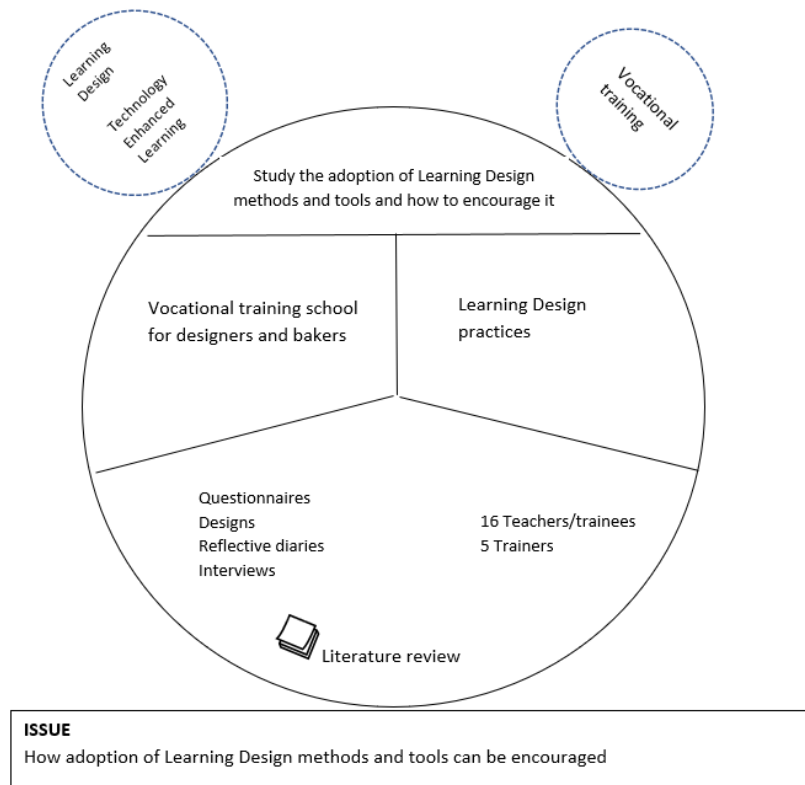 Learning
Design
Technology
Enhanced
Learning
Vocational
training
Study the adoption of Learning Design
methods and tools and how to encourage it
Vocational training school
for designers and bakers
Learning Design
practices
Questionnaires
Designs
Reflective diaries
Interviews
16 Teachers/trainees
5 Trainers
Literature review
ISSUE
How adoption of Learning Design methods and tools can be encouraged